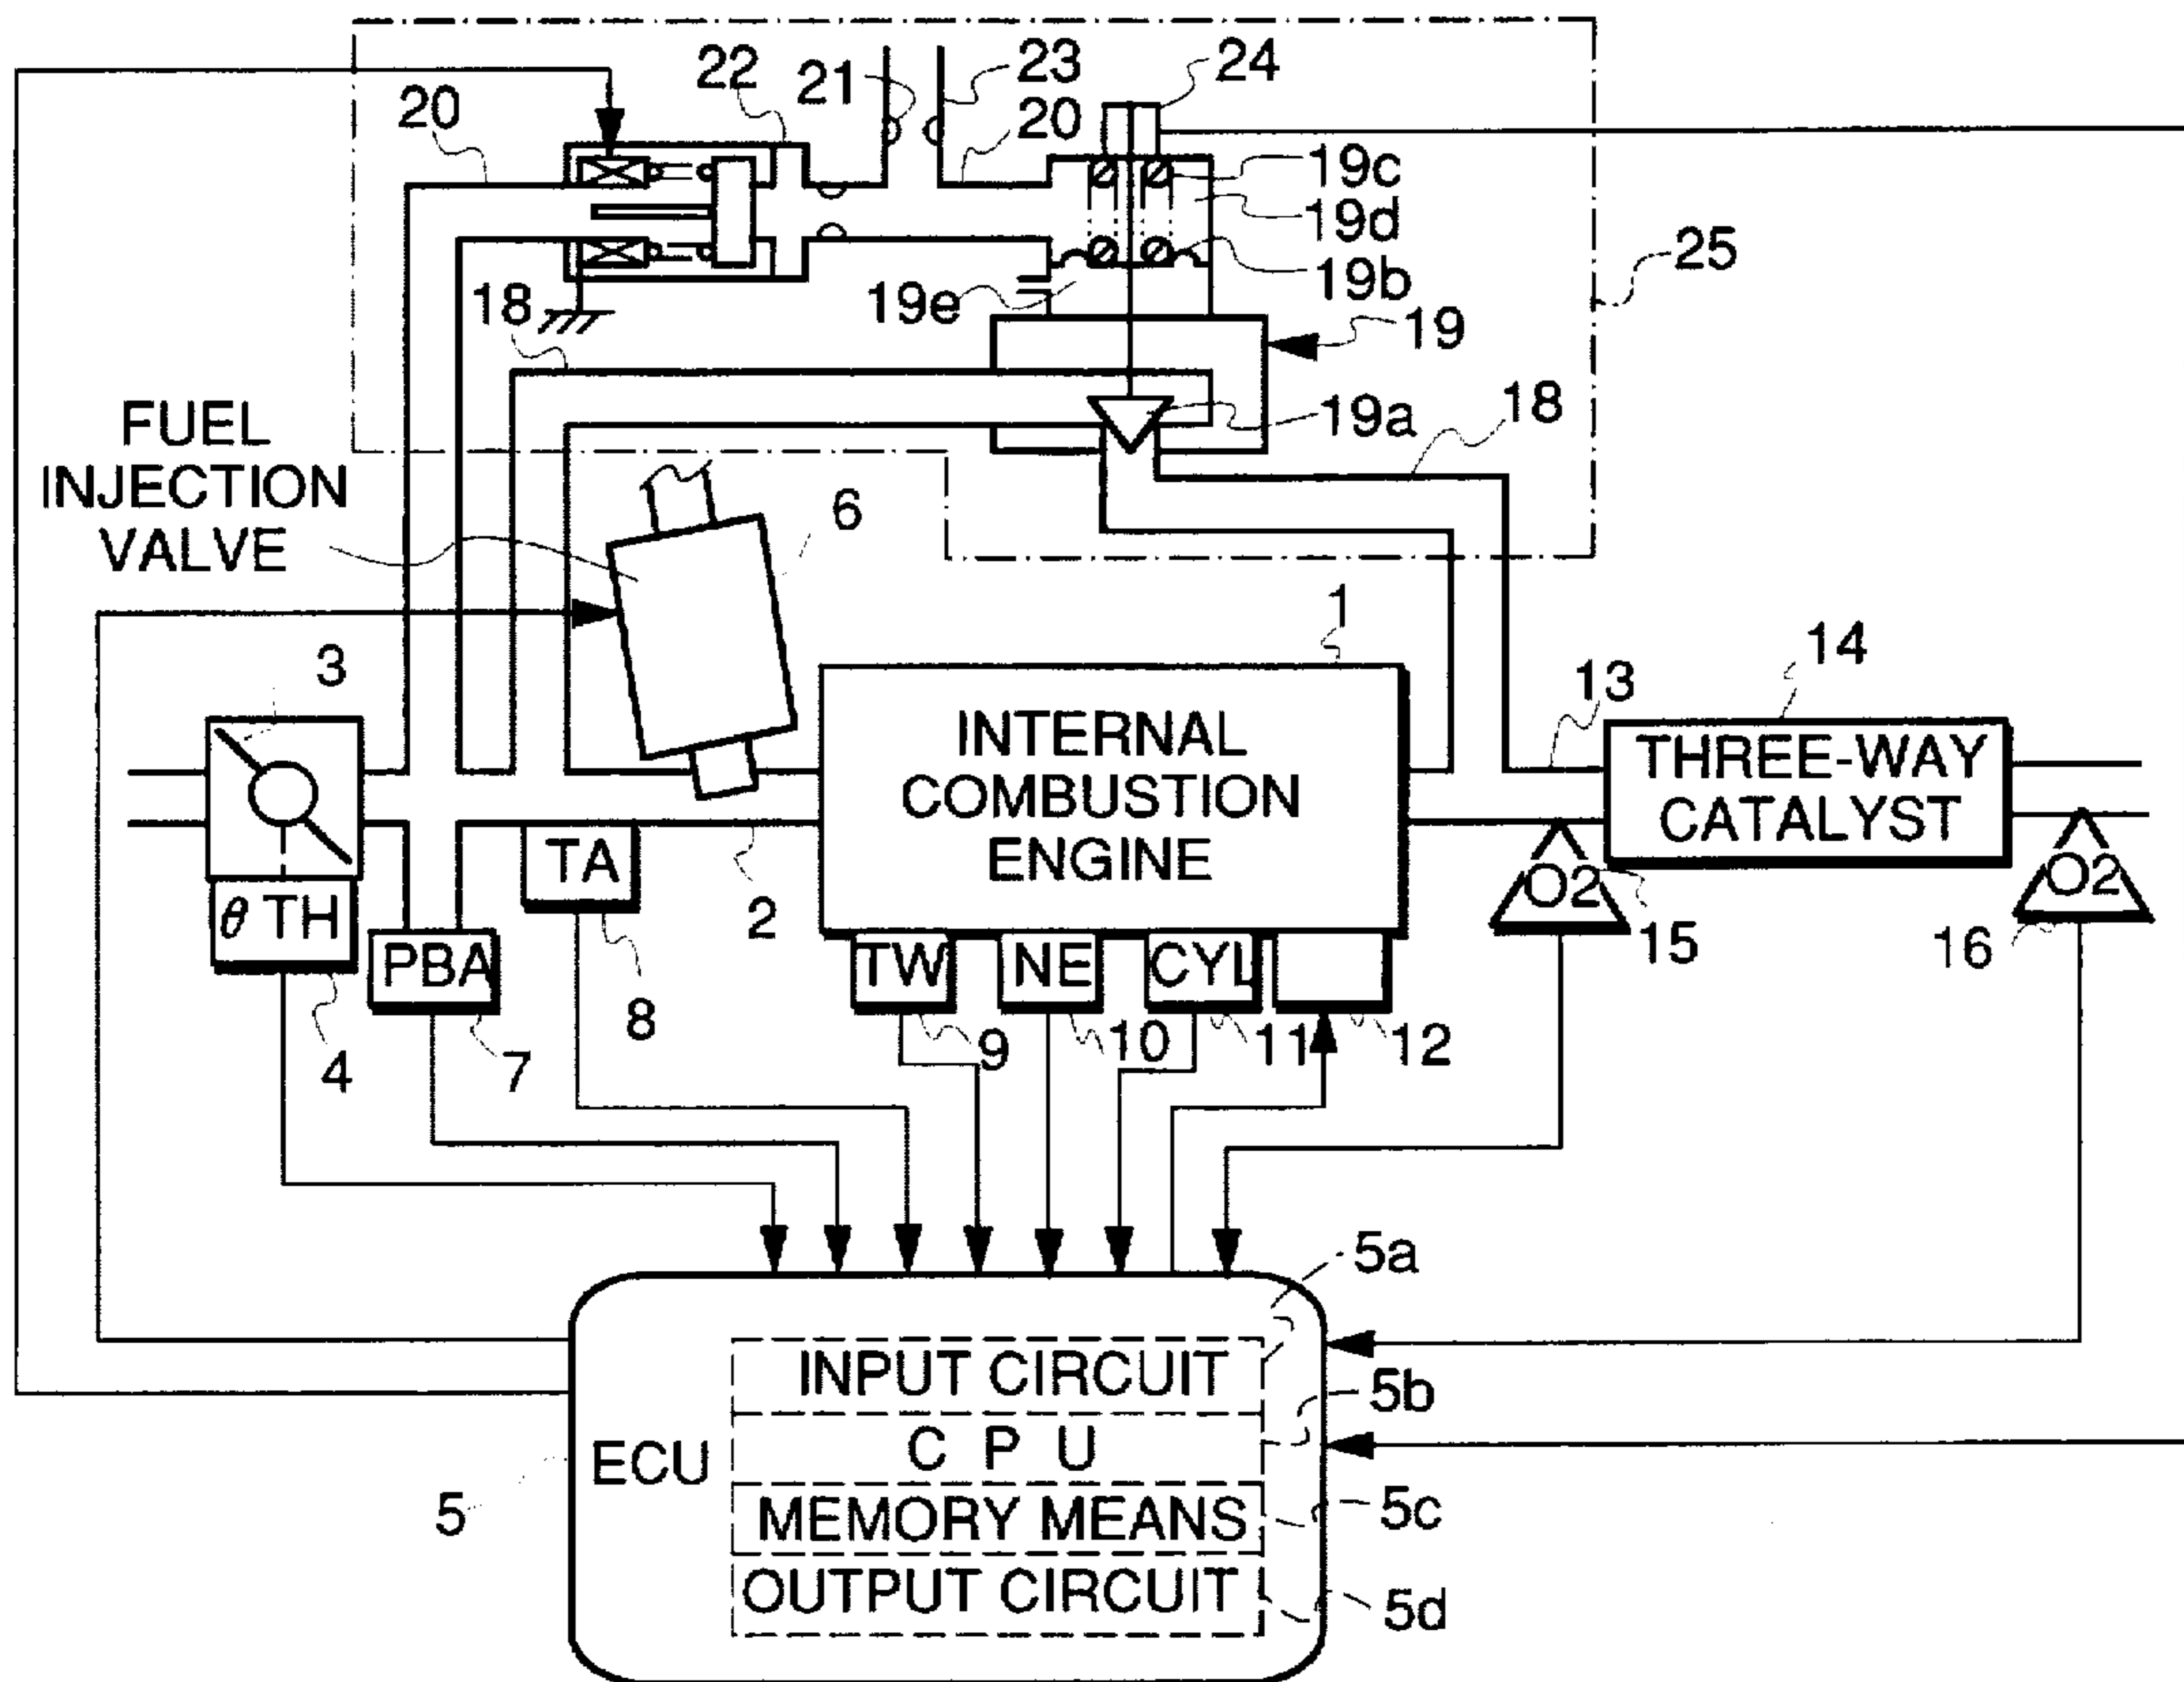 22
21
23
24
20
20
19c
19d
19b
25
19e
18
19
FUEL
INJECTION
VALVE
19a
18
6
1
3
14
13
INTERNAL
COMBUSTION
ENGINE
THREE-WAY
CATALYST
TA
θ TH
2
O2
O2
15
16
PBA
TW
NE
CYL
8
4
7
9
10
11
12
5a
INPUT CIRCUIT
5b
C P U
ECU
5
MEMORY MEANS
5c
OUTPUT CIRCUIT
5d